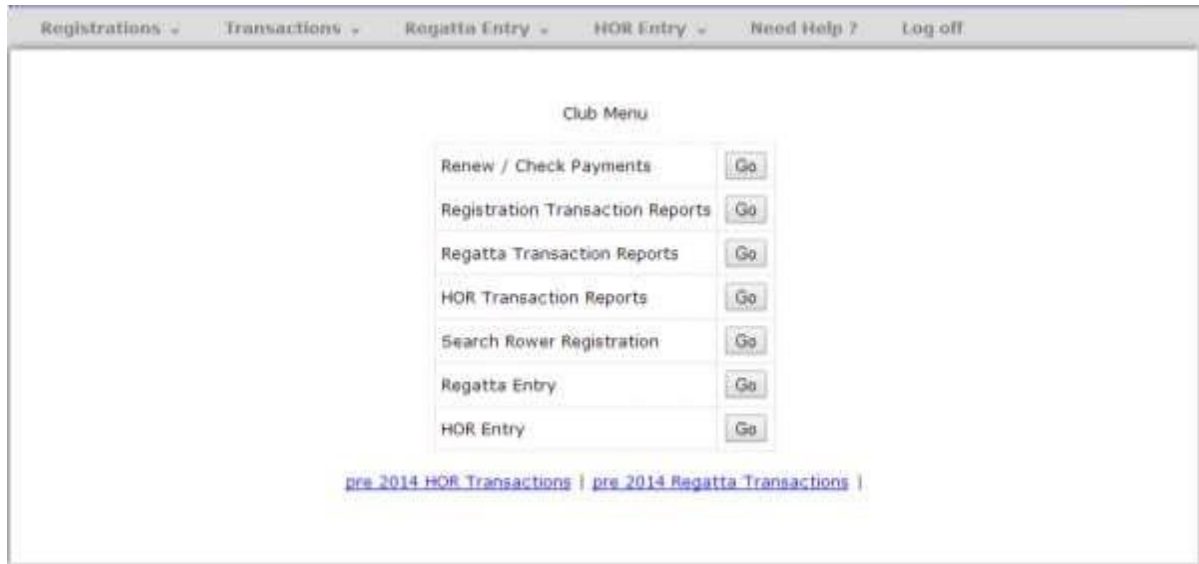 Registrations Transactions Regatta Entry HOR Entry Need Help ? Log off
Club Menu
Renew / Check Payments Go
Registration Transaction Reports Go
Regatta Transaction Reports Go
HOR Transaction Reports Go
Search Rower Registration Go
Regatta Entry Go
HOR Entry Go
pre 2014 HOR Transactions | pre 2014 Regatta Transactions |